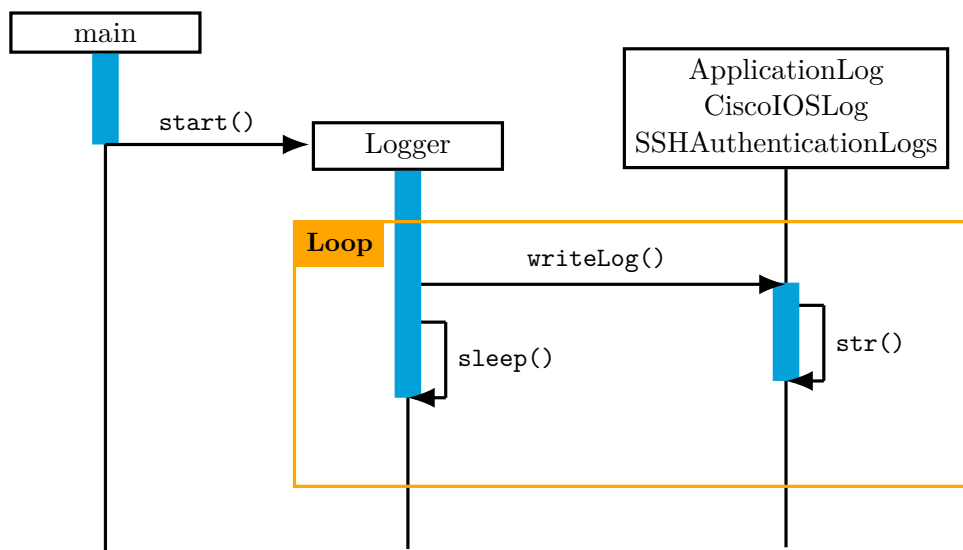 main
ApplicationLog
CiscoIOSLog
SSHAuthenticationLogs
start()
Logger
Loop
writeLog()
sleep()
str()